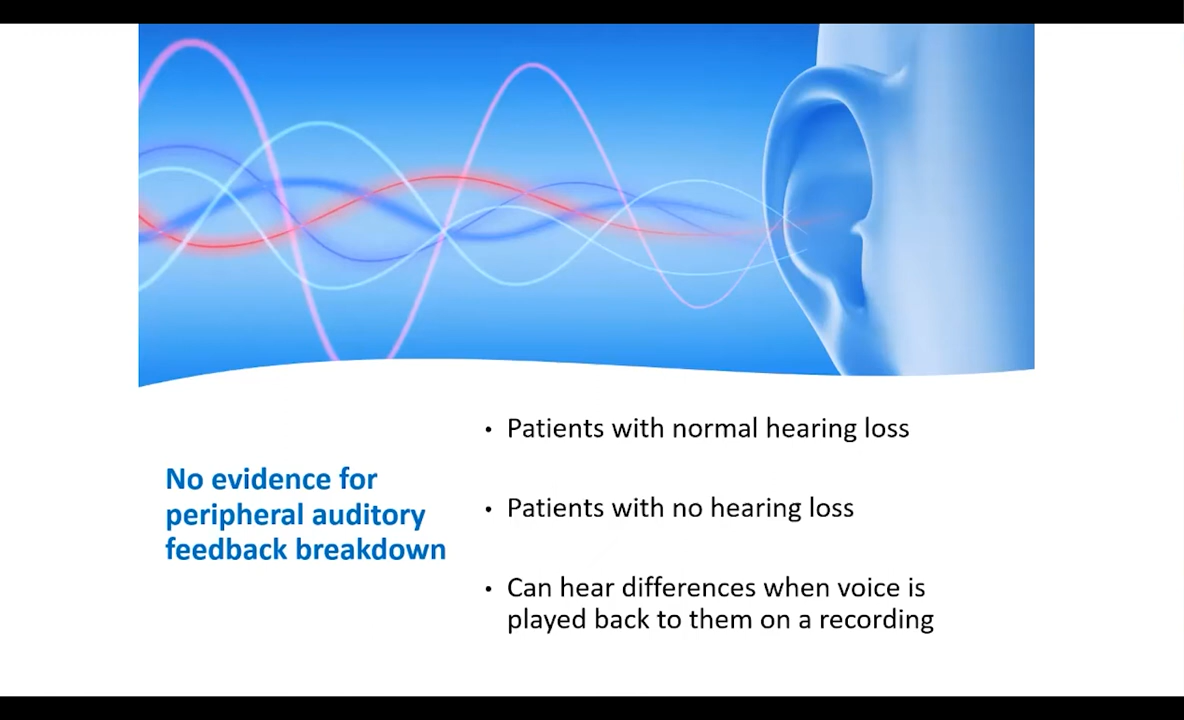 No evidence for
peripheral auditory
feedback breakdown
• Patients with normal hearing loss
• Patients with no hearing loss
• Can hear differences when voice is
played back to them on a recording